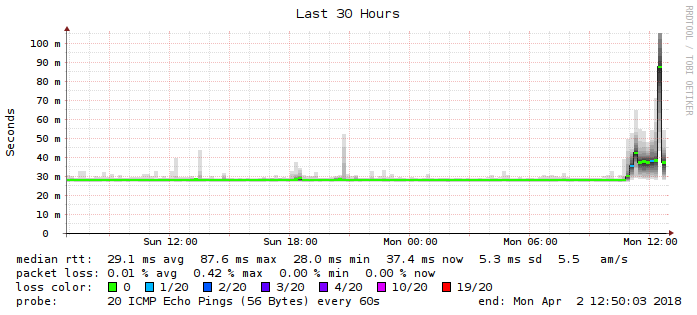 Last 30 Hours
RRDTOOL / TOBI OETIKER
Seconds
100 m
90 m
80 m
70 m
60 m
50 m
40 m
30 m
20 m
10 m
0
Sun 12:00 Sun 18:00 Mon 00:00 Mon 06:00 Mon 12:00
median rtt: 29.1 ms avg 87.6 ms max 28.0 ms min 37.4 ms now 5.3 ms sd 5.5 am/s
packet loss: 0.01 % avg 0.42 % max 0.00 % min 0.00 % now
loss color: 0 1/20 2/20 3/20 4/20 10/20 19/20
probe: 20 ICMP Echo Pings (56 Bytes) every 60s end: Mon Apr 2 12:50:03 2018